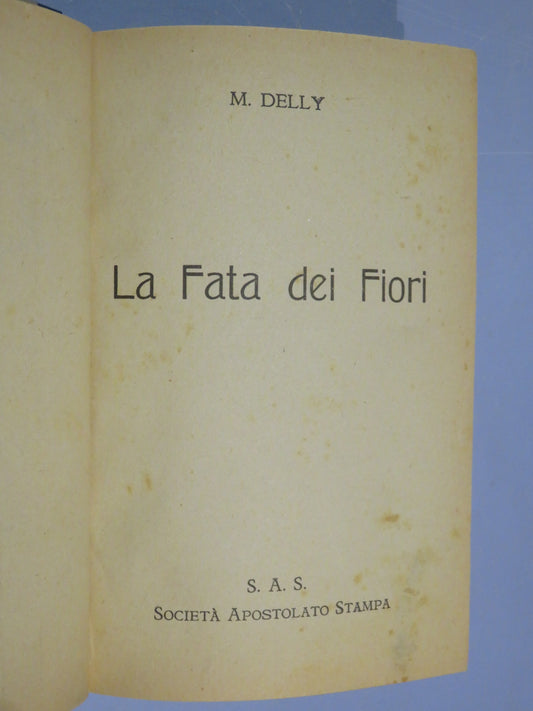 M. DELLY
La Fata dei Fiori
S. A. S.
SOCIETÀ APOSTOLATO STAMPA